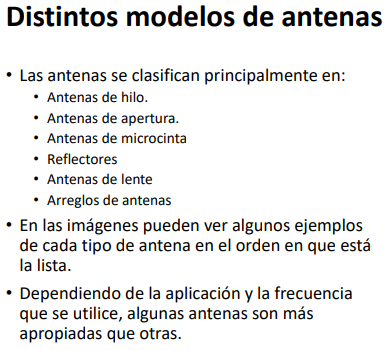 Distintos modelos de antenas
• Las antenas se clasifican principalmente en:
• Antenas de hilo.
• Antenas de apertura.
• Antenas de microcinta
• Reflectores
• Antenas de lente
• Arreglos de antenas
• En las imágenes pueden ver algunos ejemplos
de cada tipo de antena en el orden en que está
la lista.
• Dependiendo de la aplicación y la frecuencia
que se utilice, algunas antenas son más
apropiadas que otras.